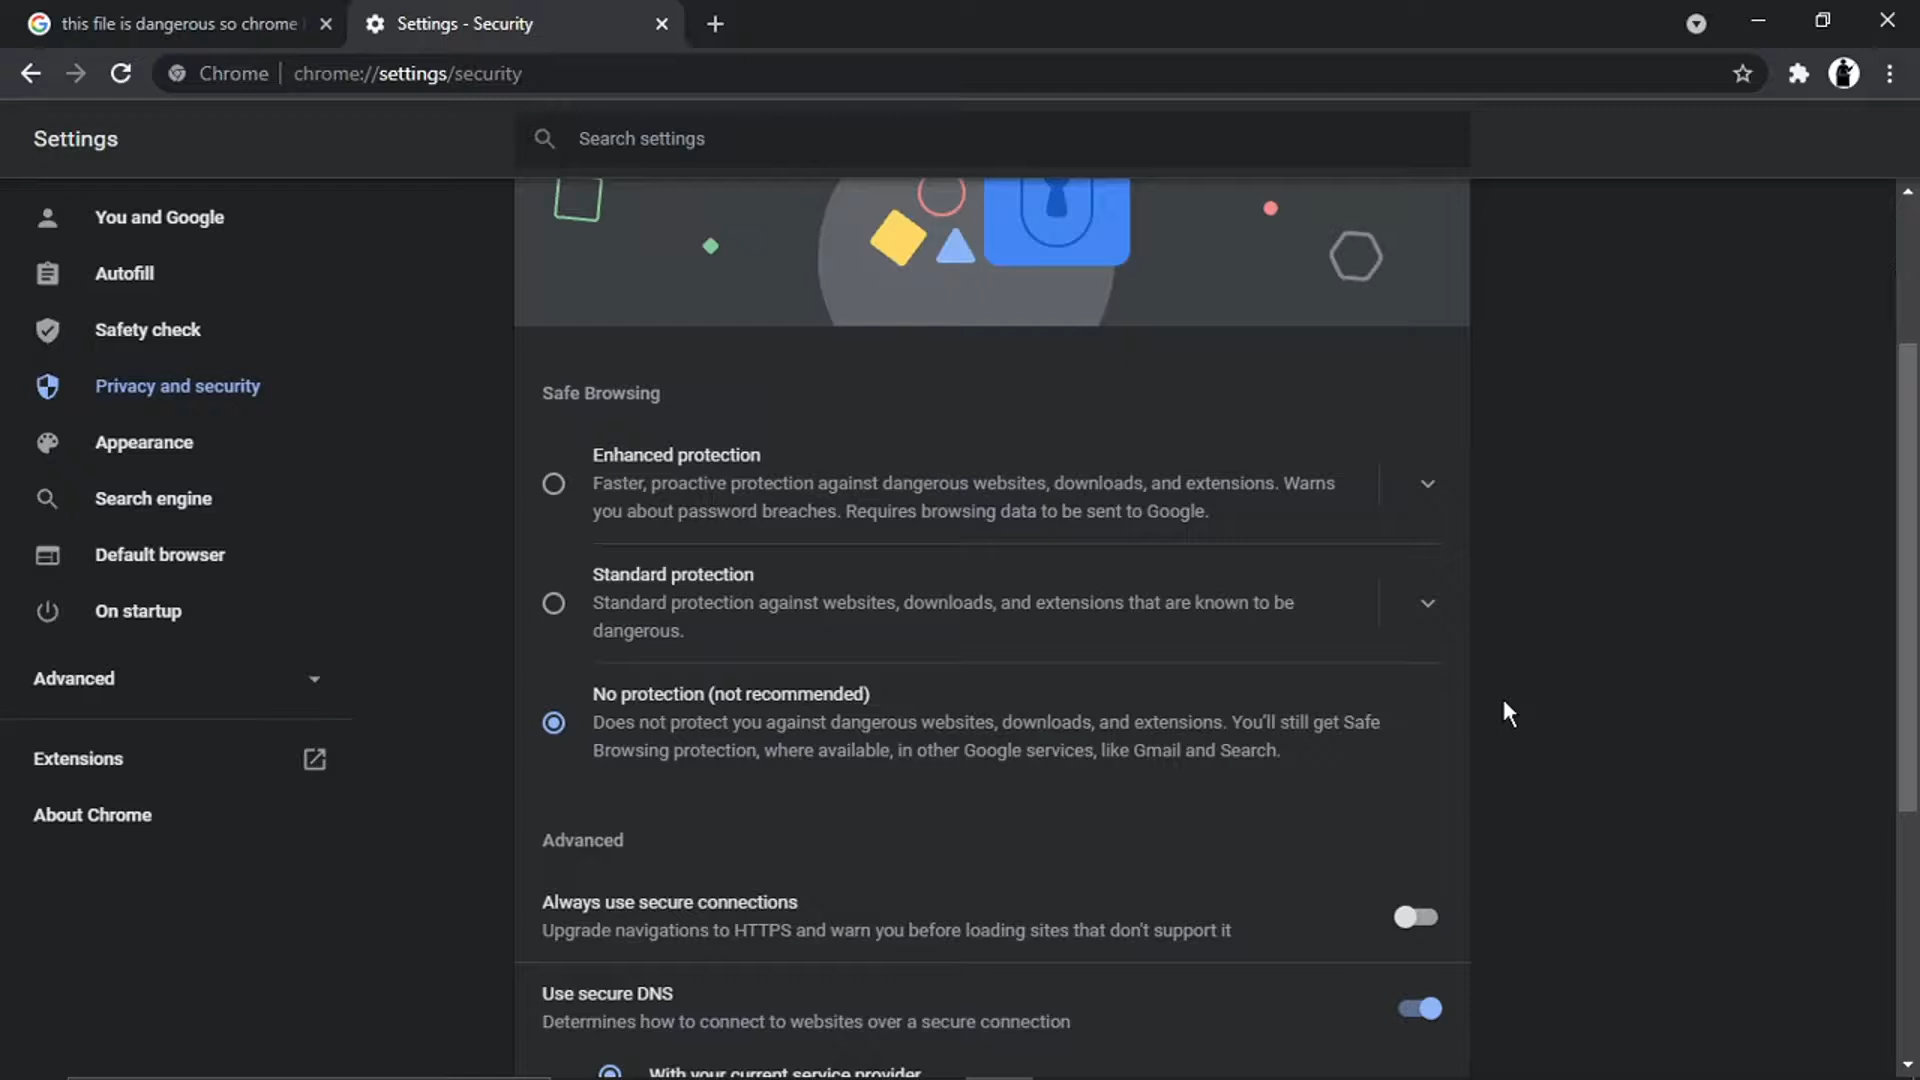 this file is dangerous so chrome
Settings - Security
Chrome
chrome://settings/security
Settings
Search settings
You and Google
Autofill
Safety check
Privacy and security
Appearance
Search engine
Default browser
On startup
Advanced
Extensions
About Chrome
Safe Browsing
Enhanced protection
Faster, proactive protection against dangerous websites, downloads, and extensions. Warns
you about password breaches. Requires browsing data to be sent to Google.
Standard protection
Standard protection against websites, downloads, and extensions that are known to be
dangerous.
No protection (not recommended)
Does not protect you against dangerous websites, downloads, and extensions. You'll still get Safe
Browsing protection, where available, in other Google services, like Gmail and Search.
Advanced
Always use secure connections
Upgrade navigations to HTTPS and warn you before loading sites that don't support it
Use secure DNS
Determines how to connect to websites over a secure connection
With your current service provider